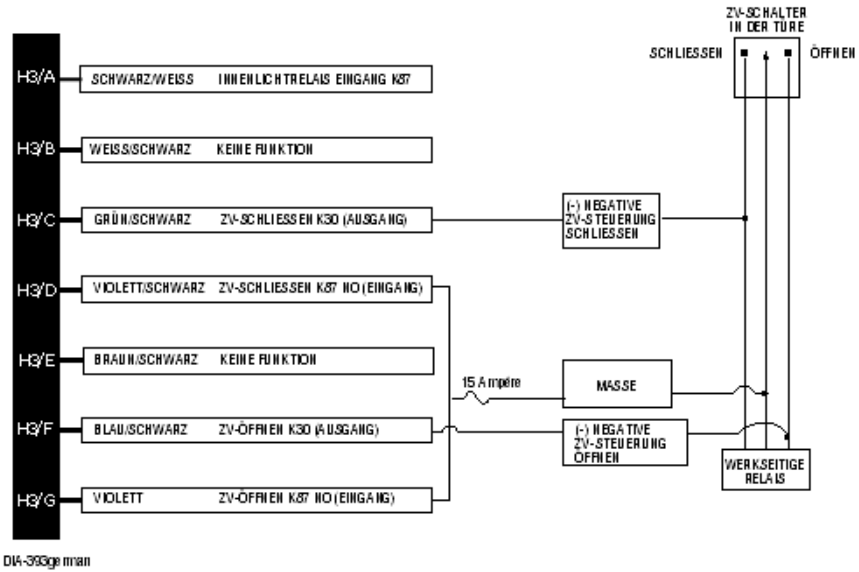 ZV-SCHALTER
IN DER TÜRE
SCHLIESSEN ÖFFNEN
H3/A SCHWARZ/WEISS INNENLICHTRELAIS EINGANG K87
H3/B WEISS/SCHWARZ KEINE FUNKTION
H3/C GRÜN/SCHWARZ ZV-SCHLIESSEN K30 (AUSGANG)
(-) NEGATIVE
ZV-STEUERUNG
SCHLIESSEN
H3/D VIOLETT/SCHWARZ ZV-SCHLIESSEN K87 NO (EINGANG)
H3/E BRAUN/SCHWARZ KEINE FUNKTION
15 Ampére MASSE
H3/F BLAU/SCHWARZ ZV-ÖFFNEN K30 (AUSGANG)
(-) NEGATIVE
ZV-STEUERUNG
ÖFFNEN
WERKSEITIGE
RELAIS
H3/G VIOLETT ZV-ÖFFNEN K87 NO (EINGANG)
DIA-393german